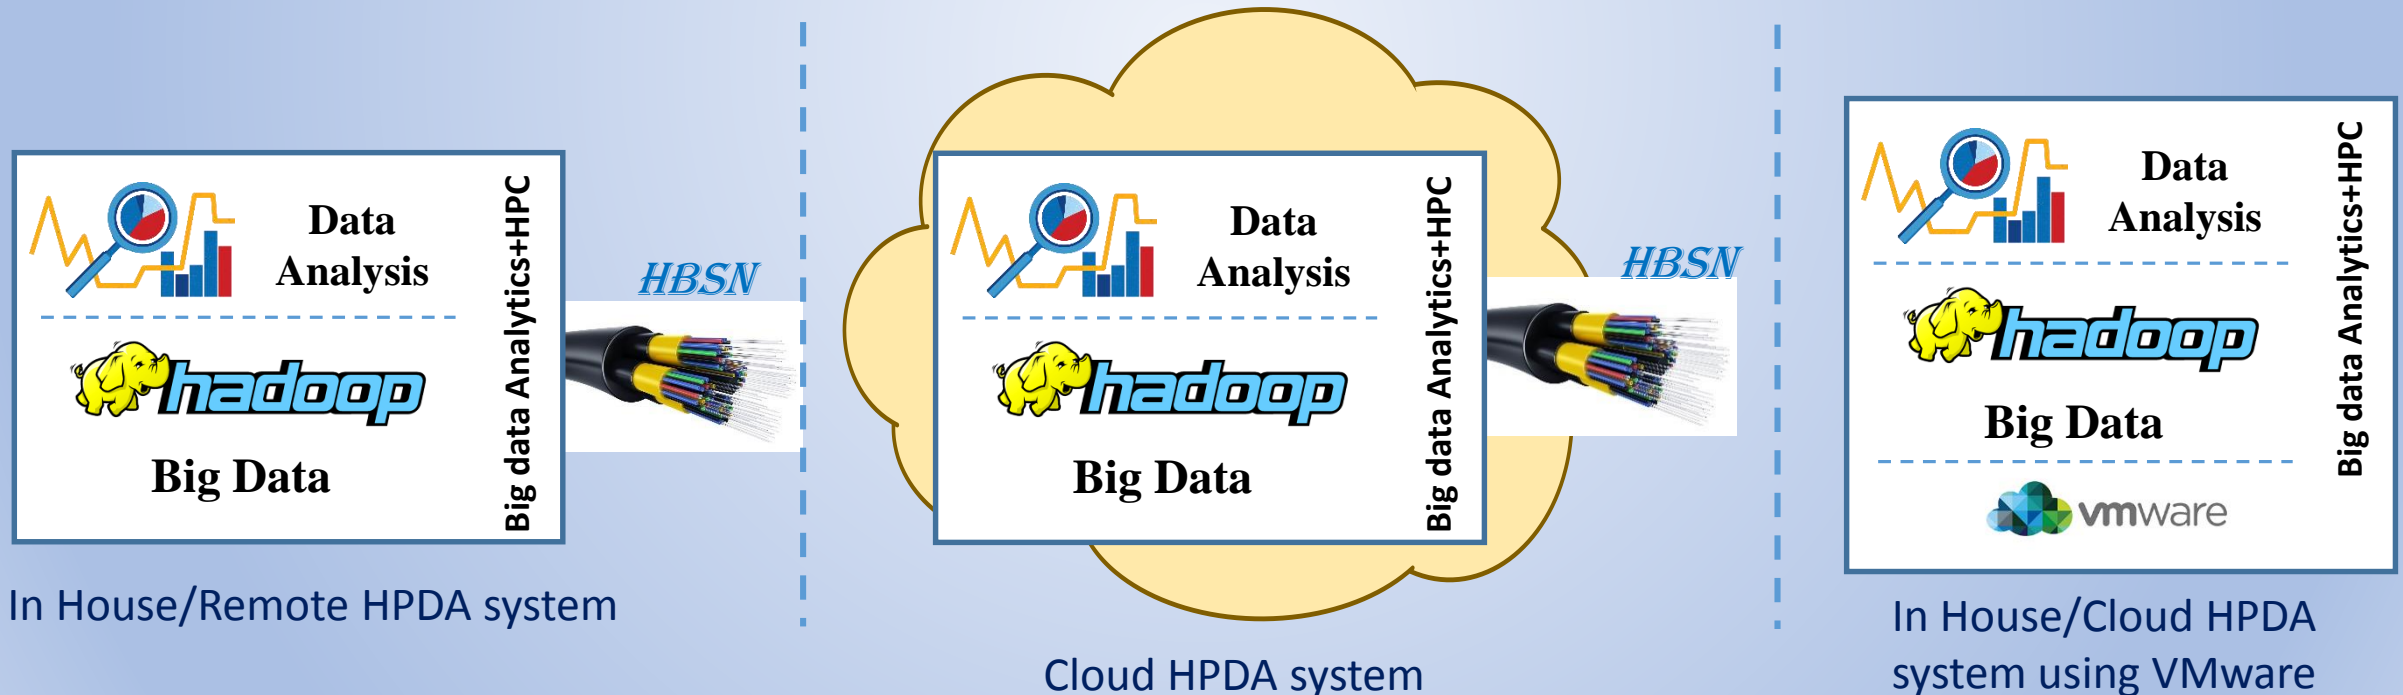 Data
Analysis
hadoop
Big Data
Big data Analytics+HPC
HBSN
In House/Remote HPDA system
Data
Analysis
hadoop
Big Data
Big data Analytics+HPC
HBSN
Cloud HPDA system
Data
Analysis
hadoop
Big Data
vmware
Big data Analytics+HPC
In House/Cloud HPDA
system using VMware